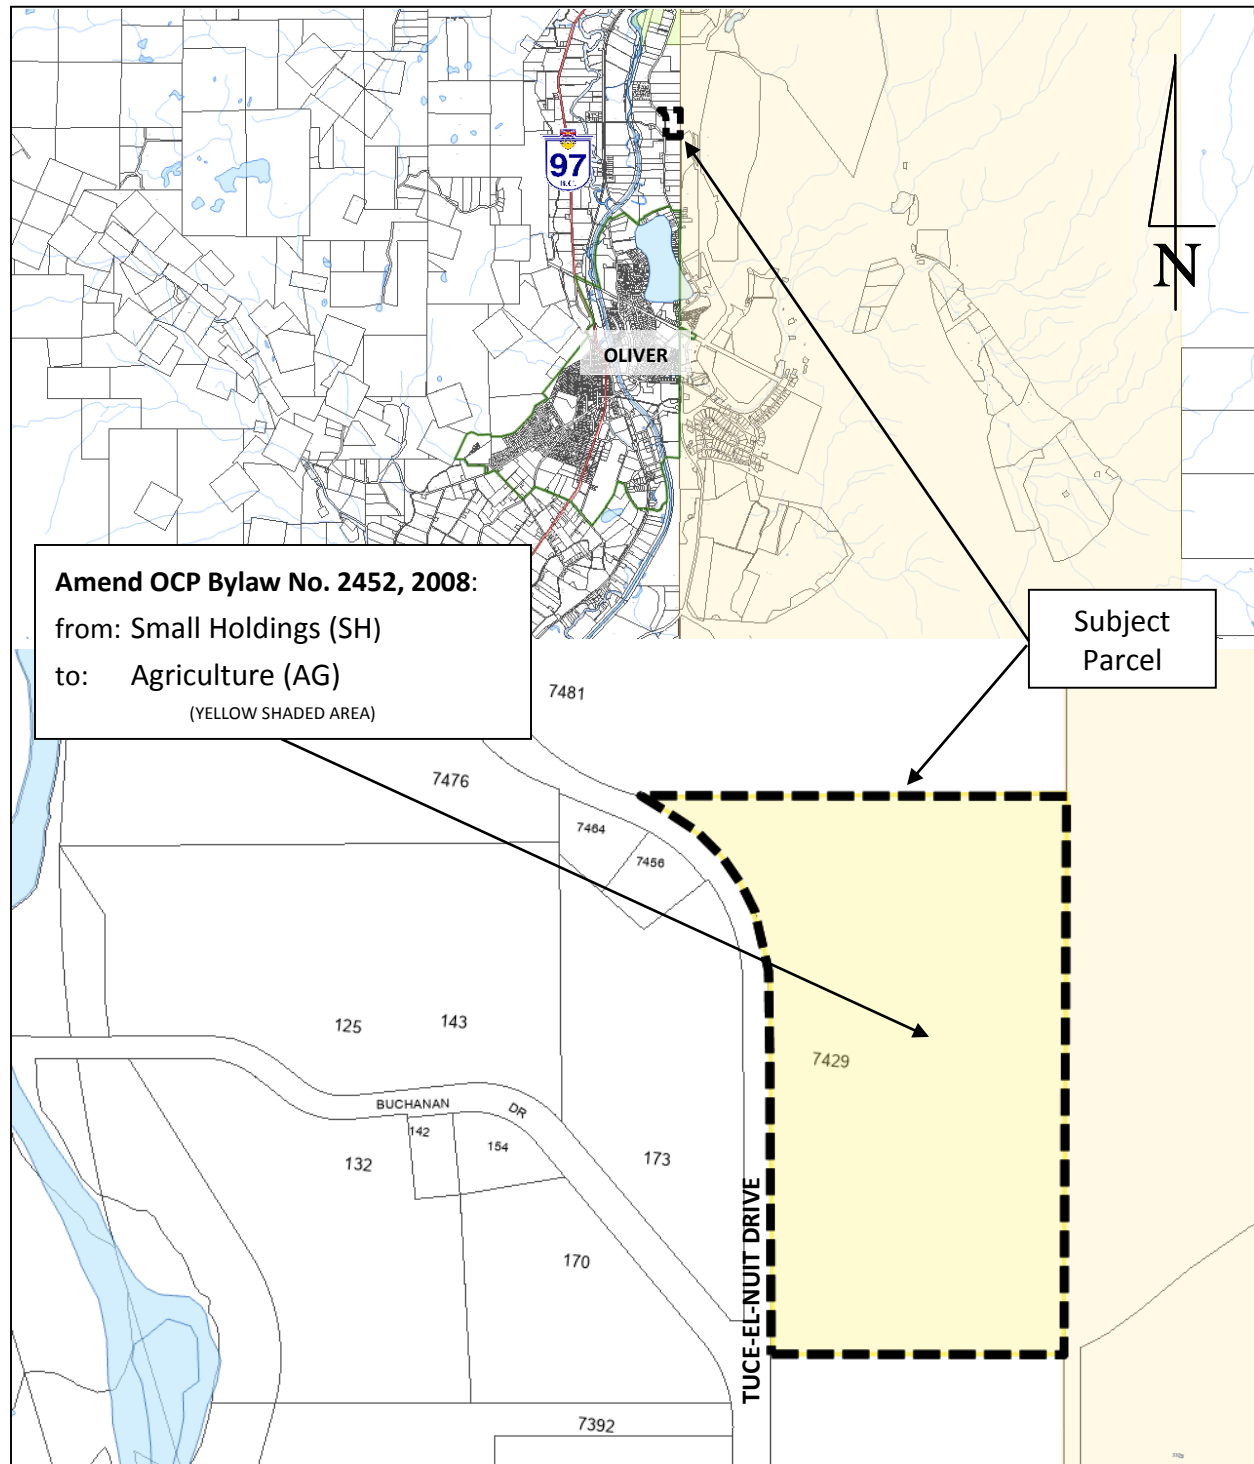 97
B.C.
N
OLIVER
Amend OCP Bylaw No. 2452, 2008:
from: Small Holdings (SH)
to: Agriculture (AG)
(YELLOW SHADED AREA)
Subject
Parcel
7481
7476
7464
7456
125
143
7429
BUCHANAN DR
142
154
132
173
170
TUCE-EL-NUIT DRIVE
7392